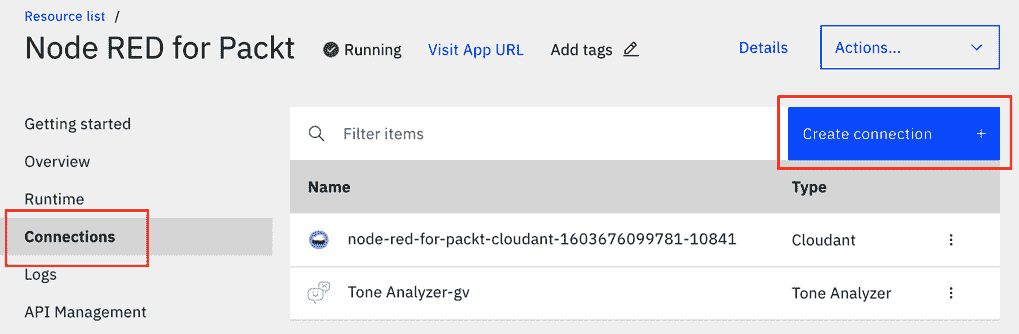 Resource list /
Node RED for Packt
Running
Visit App URL
Add tags
Details
Actions...
Getting started
Overview
Runtime
Connections
Logs
API Management
Filter items
Create connection +
Name Type
node-red-for-packt-cloudant-1603676099781-10841 Cloudant
Tone Analyzer-gv Tone Analyzer